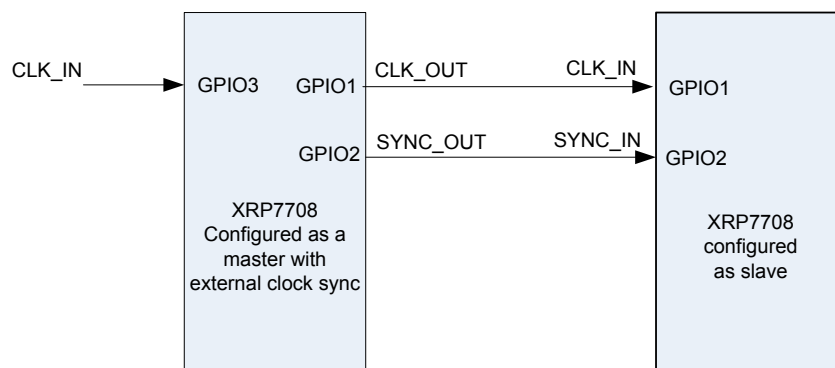 CLK_IN
GPIO3
GPIO1
CLK_OUT
CLK_IN
GPIO1
GPIO2
SYNC_OUT
SYNC_IN
GPIO2
XRP7708
Configured as a
master with
external clock sync
XRP7708
configured
as slave